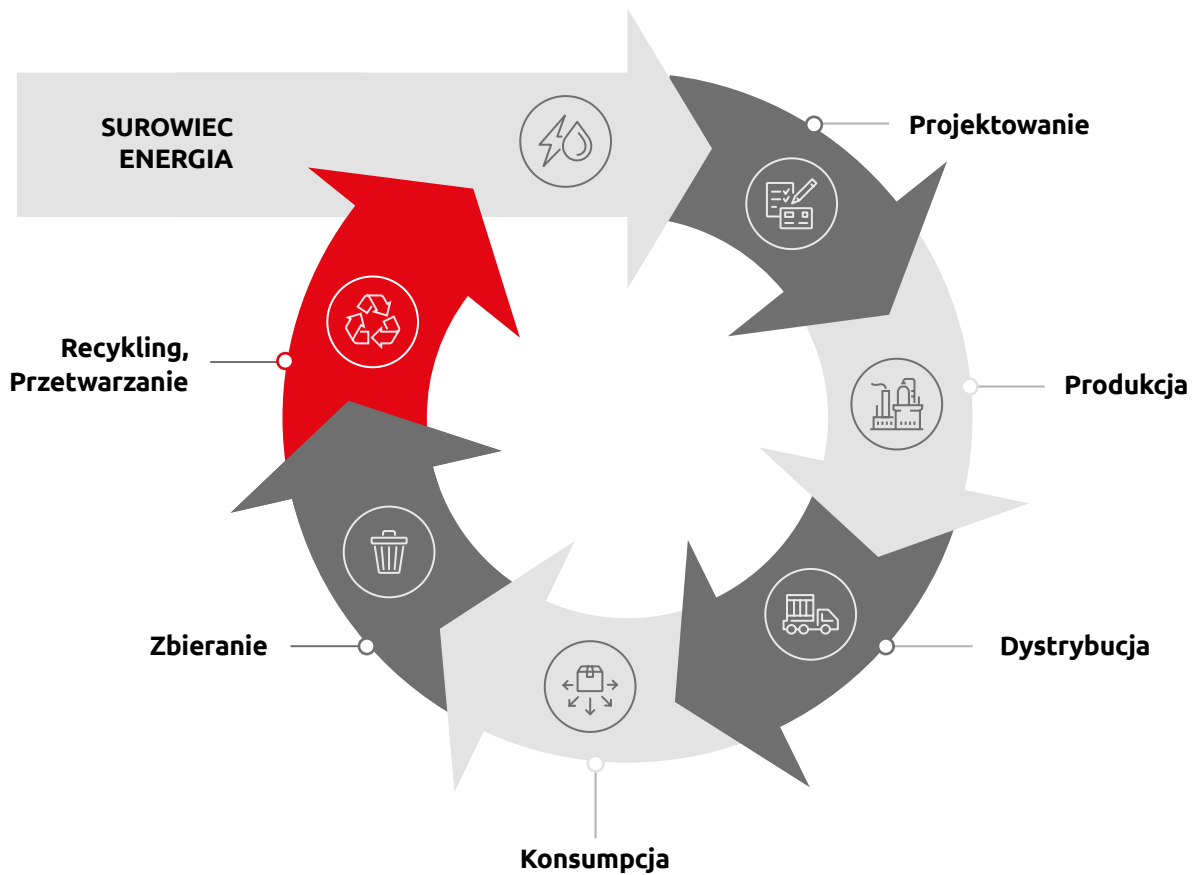 SUROWIEC
ENERGIA
Projektowanie
Produkcja
Dystrybucja
Konsumpcja
Zbieranie
Recykling,
Przetwarzanie